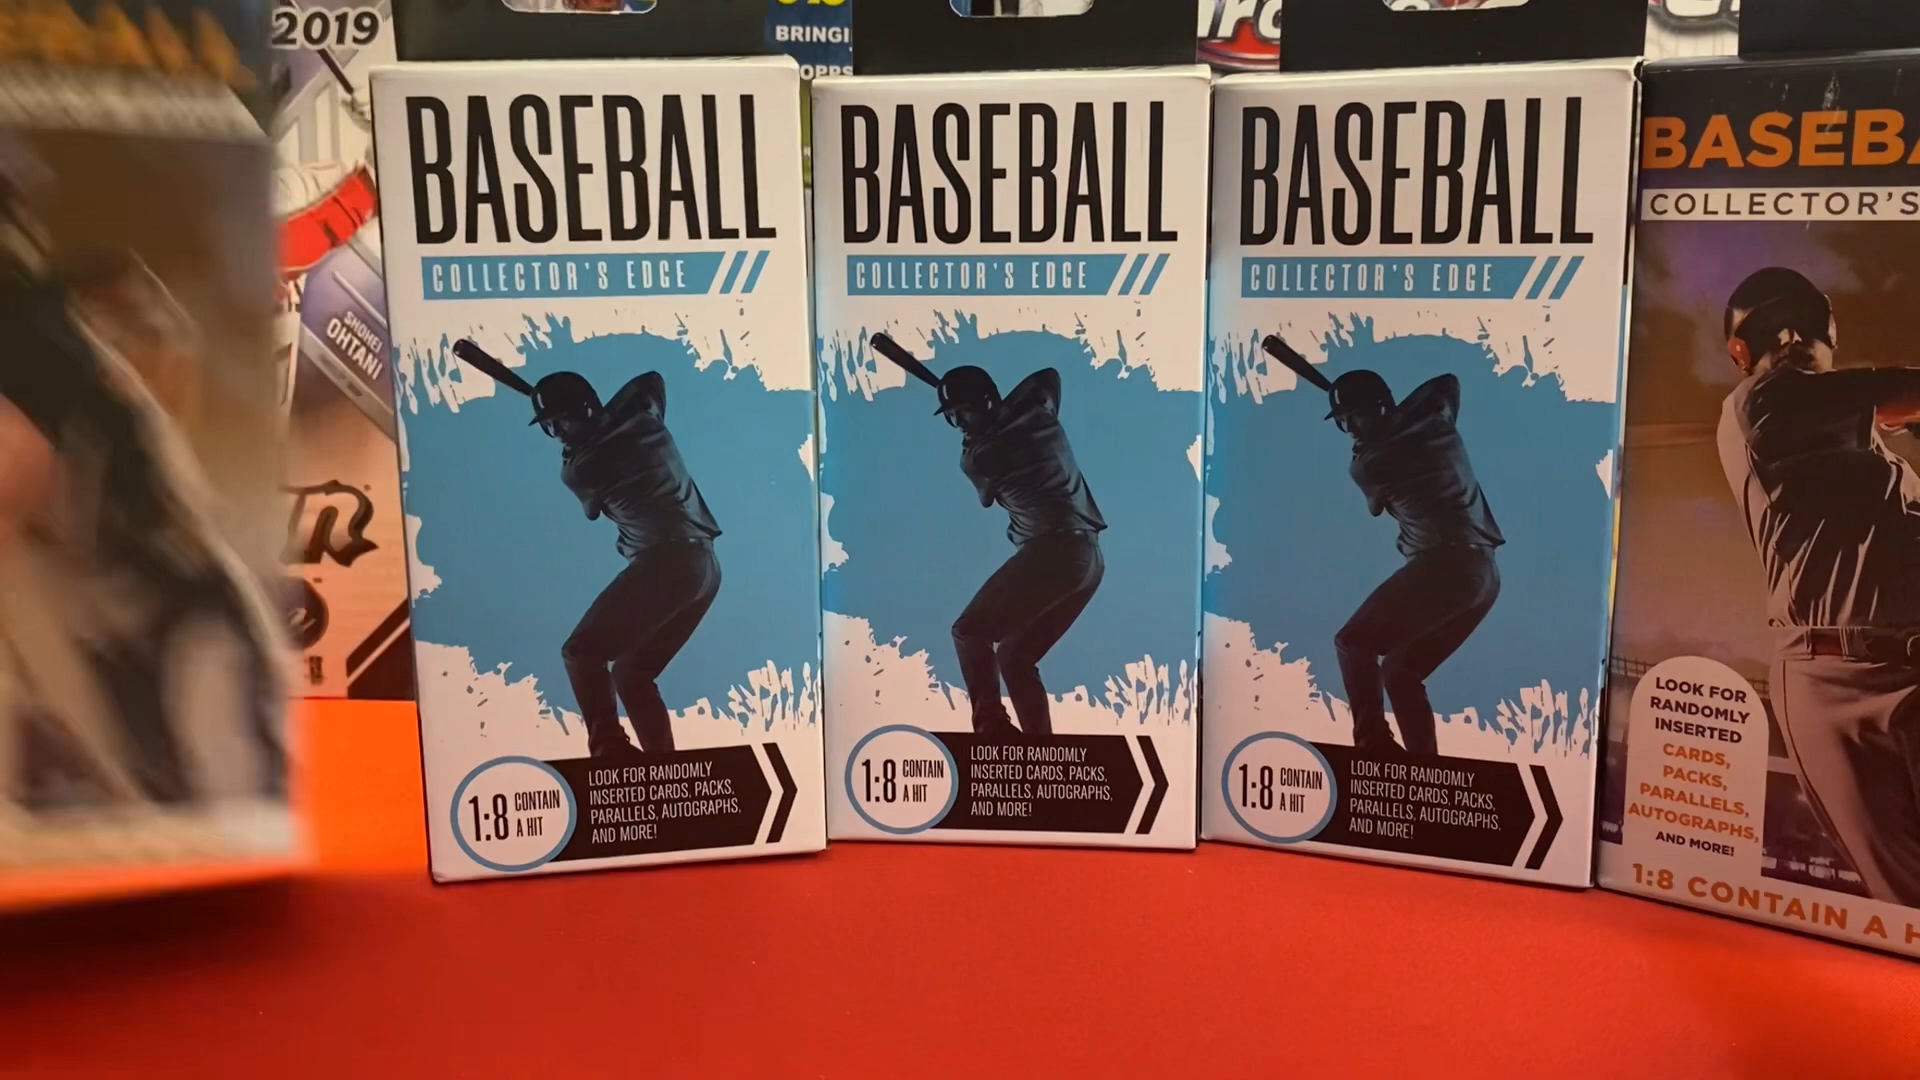 2019
BRINGI
OPPS
SHOHEI
OHTANI
BASEBALL
COLLECTOR'S EDGE
1:8 CONTAIN
A HIT
LOOK FOR RANDOMLY
INSERTED CARDS, PACKS,
PARALLELS, AUTOGRAPHS,
AND MORE!
BASEBALL
COLLECTOR'S EDGE
1:8 CONTAIN
A HIT
LOOK FOR RANDOMLY
INSERTED CARDS, PACKS,
PARALLELS, AUTOGRAPHS,
AND MORE!
BASEBALL
COLLECTOR'S EDGE
1:8 CONTAIN
A HIT
LOOK FOR RANDOMLY
INSERTED CARDS, PACKS,
PARALLELS, AUTOGRAPHS,
AND MORE!
BASEBA
COLLECTOR'S
LOOK FOR
RANDOMLY
INSERTED
CARDS,
PACKS,
PARALLELS,
AUTOGRAPHS,
AND MORE!
1:8 CONTAIN A H